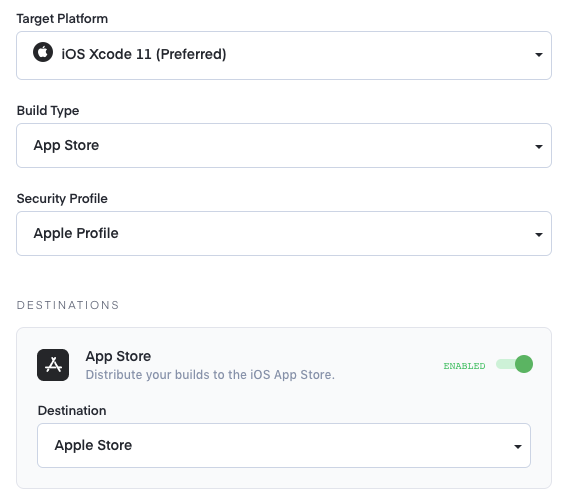 Target Platform
iOS Xcode 11 (Preferred)
Build Type
App Store
Security Profile
Apple Profile
DESTINATIONS
App Store
Distribute your builds to the iOS App Store.
ENABLED
Destination
Apple Store